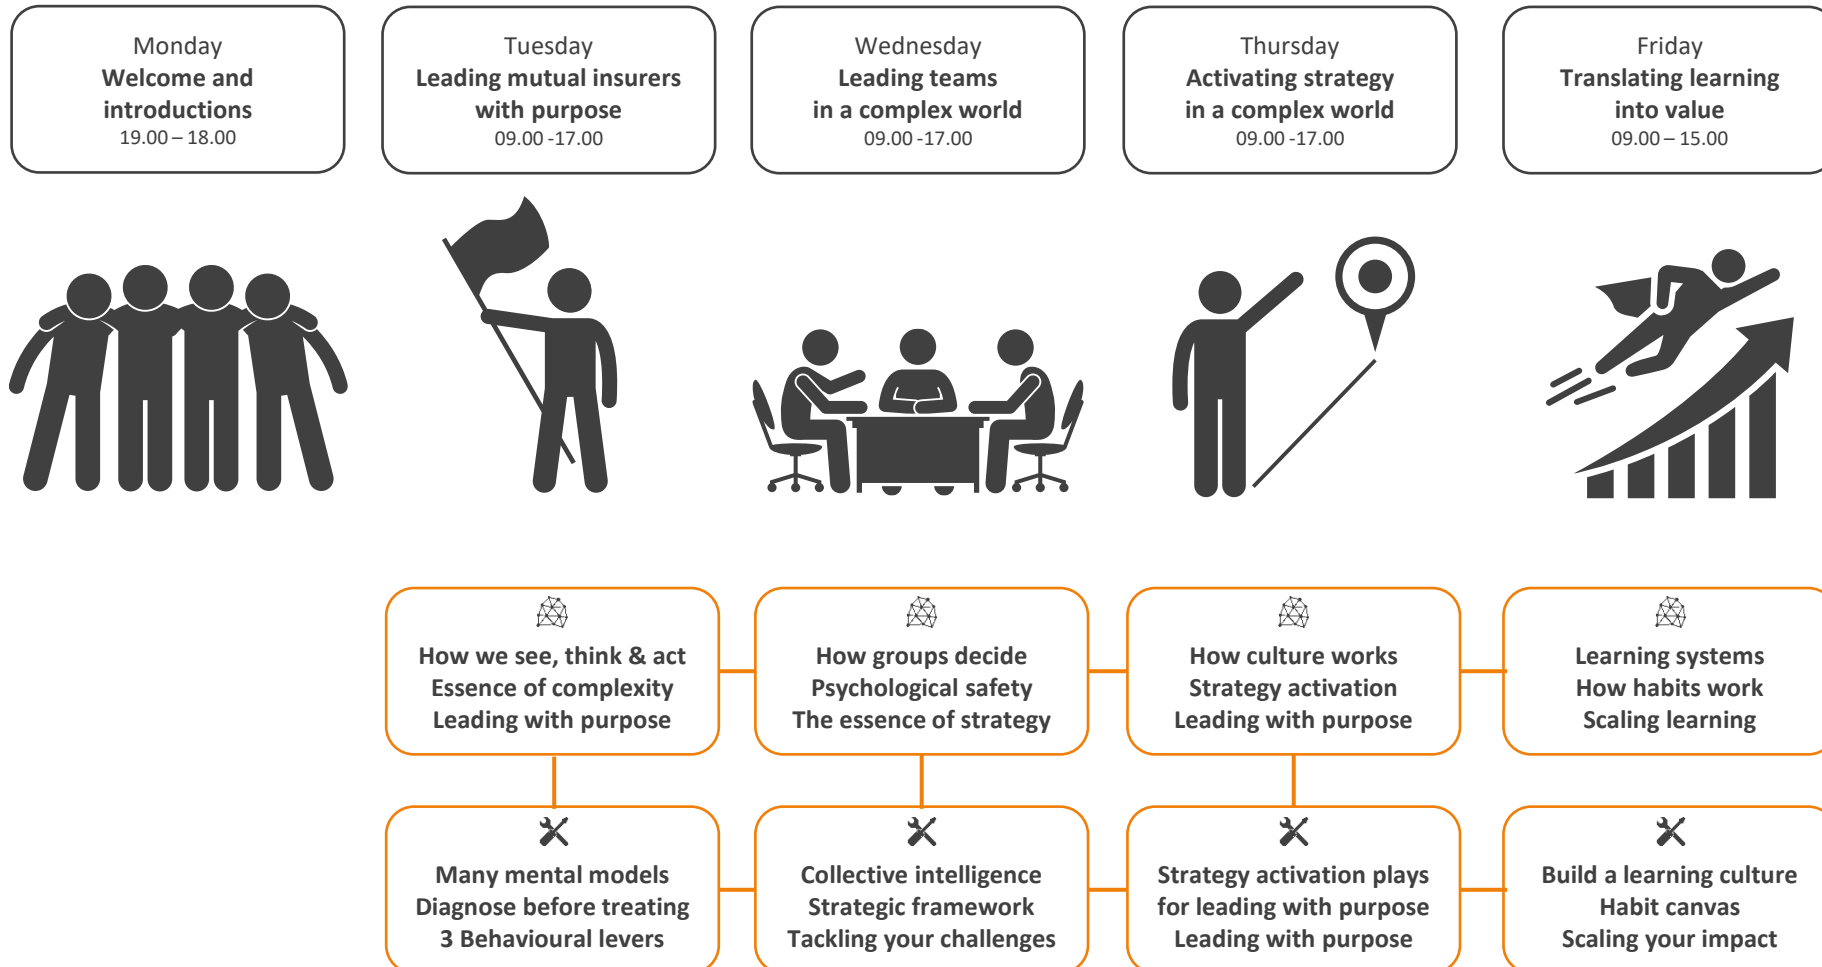 Monday
Welcome and
introductions
19.00 – 18.00
Tuesday
Leading mutual insurers
with purpose
09.00 -17.00
Wednesday
Leading teams
in a complex world
09.00 -17.00
Thursday
Activating strategy
in a complex world
09.00 -17.00
Friday
Translating learning
into value
09.00 – 15.00
How we see, think & act
Essence of complexity
Leading with purpose
How groups decide
Psychological safety
The essence of strategy
How culture works
Strategy activation
Leading with purpose
Learning systems
How habits work
Scaling learning
Many mental models
Diagnose before treating
3 Behavioural levers
Collective intelligence
Strategic framework
Tackling your challenges
Strategy activation plays
for leading with purpose
Leading with purpose
Build a learning culture
Habit canvas
Scaling your impact